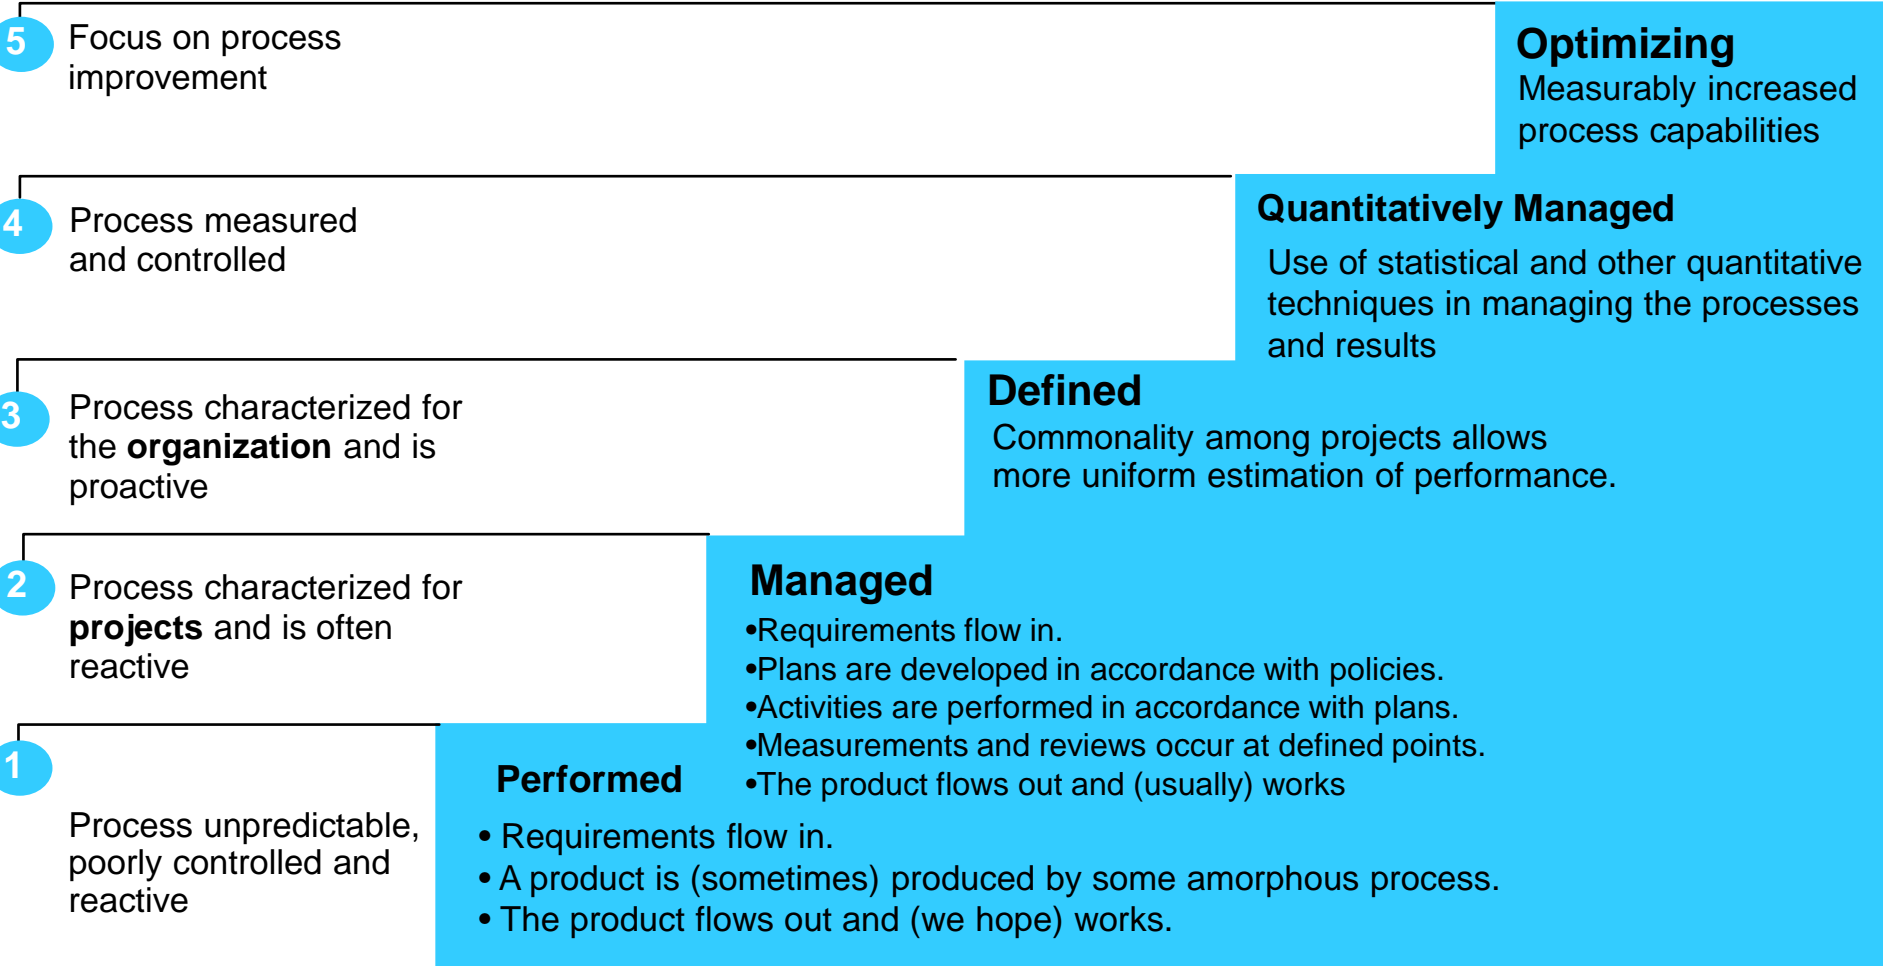 5
Focus on process
improvement
Optimizing
Measurably increased
process capabilities
4
Process measured
and controlled
Quantitatively Managed
Use of statistical and other quantitative
techniques in managing the processes
and results
3
Process characterized for
the organization and is
proactive
Defined
Commonality among projects allows
more uniform estimation of performance.
2
Process characterized for
projects and is often
reactive
Managed
•Requirements flow in.
•Plans are developed in accordance with policies.
•Activities are performed in accordance with plans.
•Measurements and reviews occur at defined points.
•The product flows out and (usually) works
1
Process unpredictable,
poorly controlled and
reactive
Performed
• Requirements flow in.
• A product is (sometimes) produced by some amorphous process.
• The product flows out and (we hope) works.